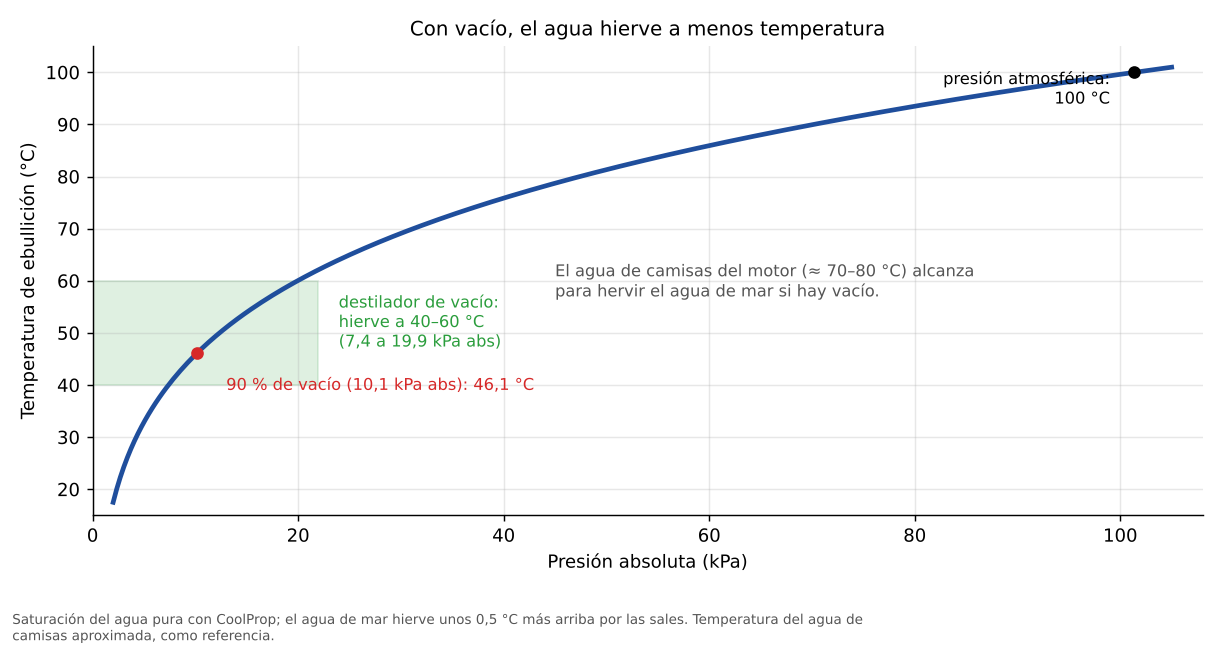 Con vacío, el agua hierve a menos temperatura
Temperatura de ebullición (°C)
100
90
80
70
60
50
40
30
20
presión atmosférica:
100 °C
El agua de camisas del motor (≈ 70–80 °C) alcanza
para hervir el agua de mar si hay vacío.
destilador de vacío:
hierve a 40–60 °C
(7,4 a 19,9 kPa abs)
90 % de vacío (10,1 kPa abs): 46,1 °C
0
20
40
60
80
100
Presión absoluta (kPa)
Saturación del agua pura con CoolProp; el agua de mar hierve unos 0,5 °C más arriba por las sales. Temperatura del agua de
camisas aproximada, como referencia.